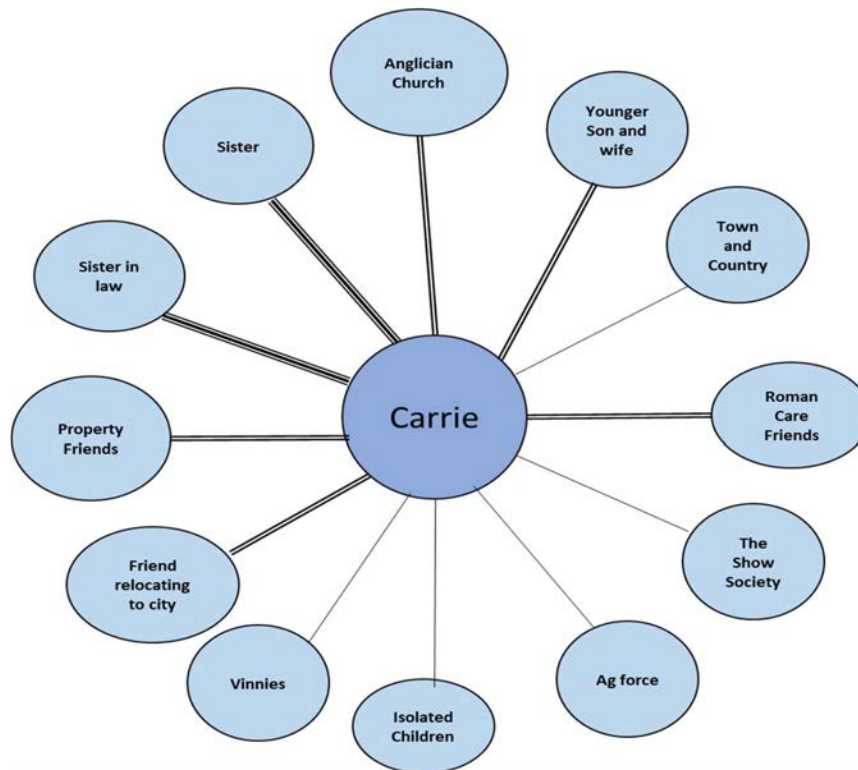 Anglician
Church
Younger
Son and
wife
Sister
Town
and
Country
Sister in
law
Roman
Care
Friends
Carrie
Property
Friends
The
Show
Society
Friend
relocating
to city
Ag force
Vinnies
Isolated
Children